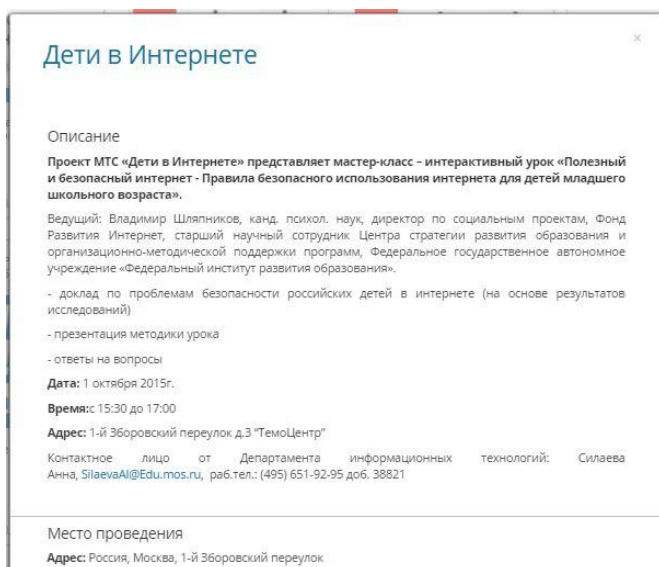 Дети в Интернете
×
Описание
Проект МТС «Дети в Интернете» представляет мастер-класс – интерактивный урок «Полезный
и безопасный интернет - Правила безопасного использования интернета для детей младшего
школьного возраста».
Ведущий: Владимир Шляпников, канд. психол. наук, директор по социальным проектам, Фонд
Развития Интернет, старший научный сотрудник Центра стратегии развития образования и
организационно-методической поддержки программ, Федеральное государственное автономное
учреждение «Федеральный институт развития образования».
- доклад по проблемам безопасности российских детей в интернете (на основе результатов
исследований)
- презентация методики урока
- ответы на вопросы
Дата: 1 октября 2015г.
Время:с 15:30 до 17:00
Адрес: 1-й Зборовский переулок д.3 “ТемоЦентр”
Контактное лицо от Департамента информационных технологий: Силаева
Анна, SilaevaAI@Edu.mos.ru, раб.тел.: (495) 651-92-95 доб. 38821
Место проведения
Адрес: Россия, Москва, 1-й Зборовский переулок